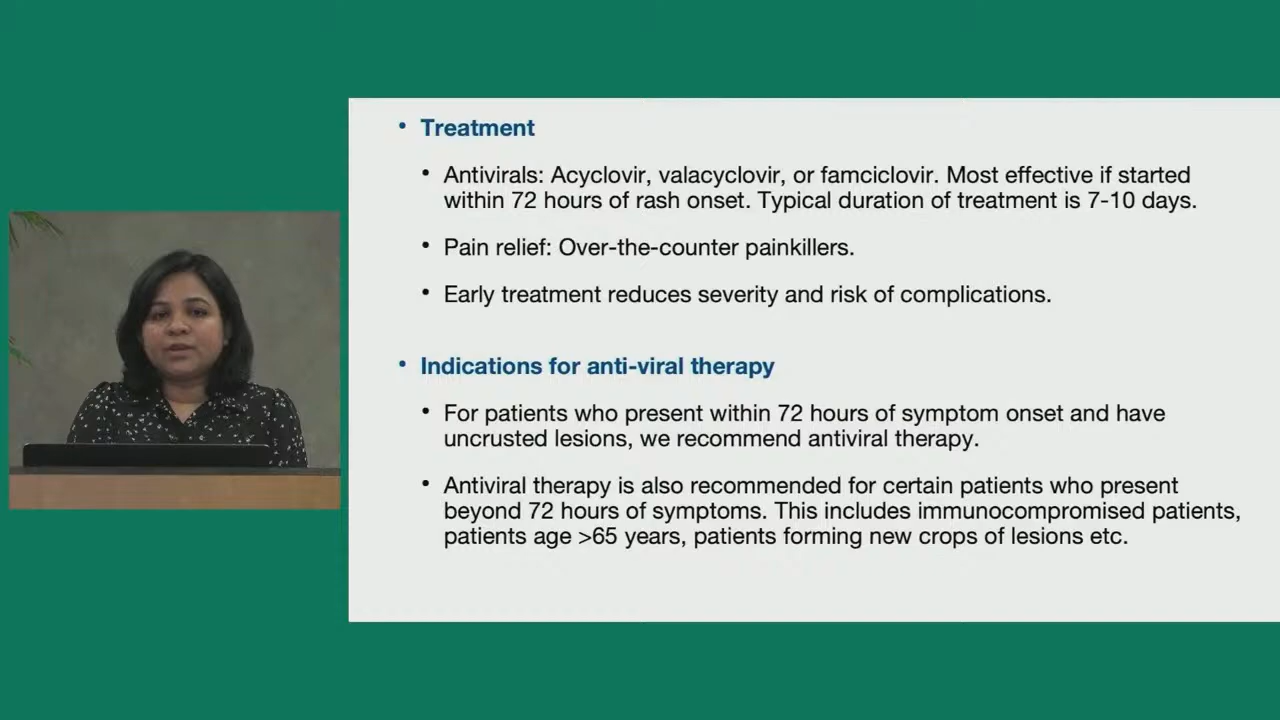 • Treatment
• Antivirals: Acyclovir, valacyclovir, or famciclovir. Most effective if started
within 72 hours of rash onset. Typical duration of treatment is 7-10 days.
• Pain relief: Over-the-counter painkillers.
• Early treatment reduces severity and risk of complications.
• Indications for anti-viral therapy
• For patients who present within 72 hours of symptom onset and have
uncrusted lesions, we recommend antiviral therapy.
• Antiviral therapy is also recommended for certain patients who present
beyond 72 hours of symptoms. This includes immunocompromised patients,
patients age >65 years, patients forming new crops of lesions etc.